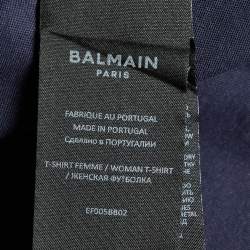 BALMAIN
PARIS
FABRIQUE AU PORTUGAL
MADE IN PORTUGAL
Сделано в ПОРТУГАЛИИ
T-SHIRT FEMME / WOMAN T-SHIRT
/ ЖЕНСКАЯ ФУТБОЛКА
EF005BB02